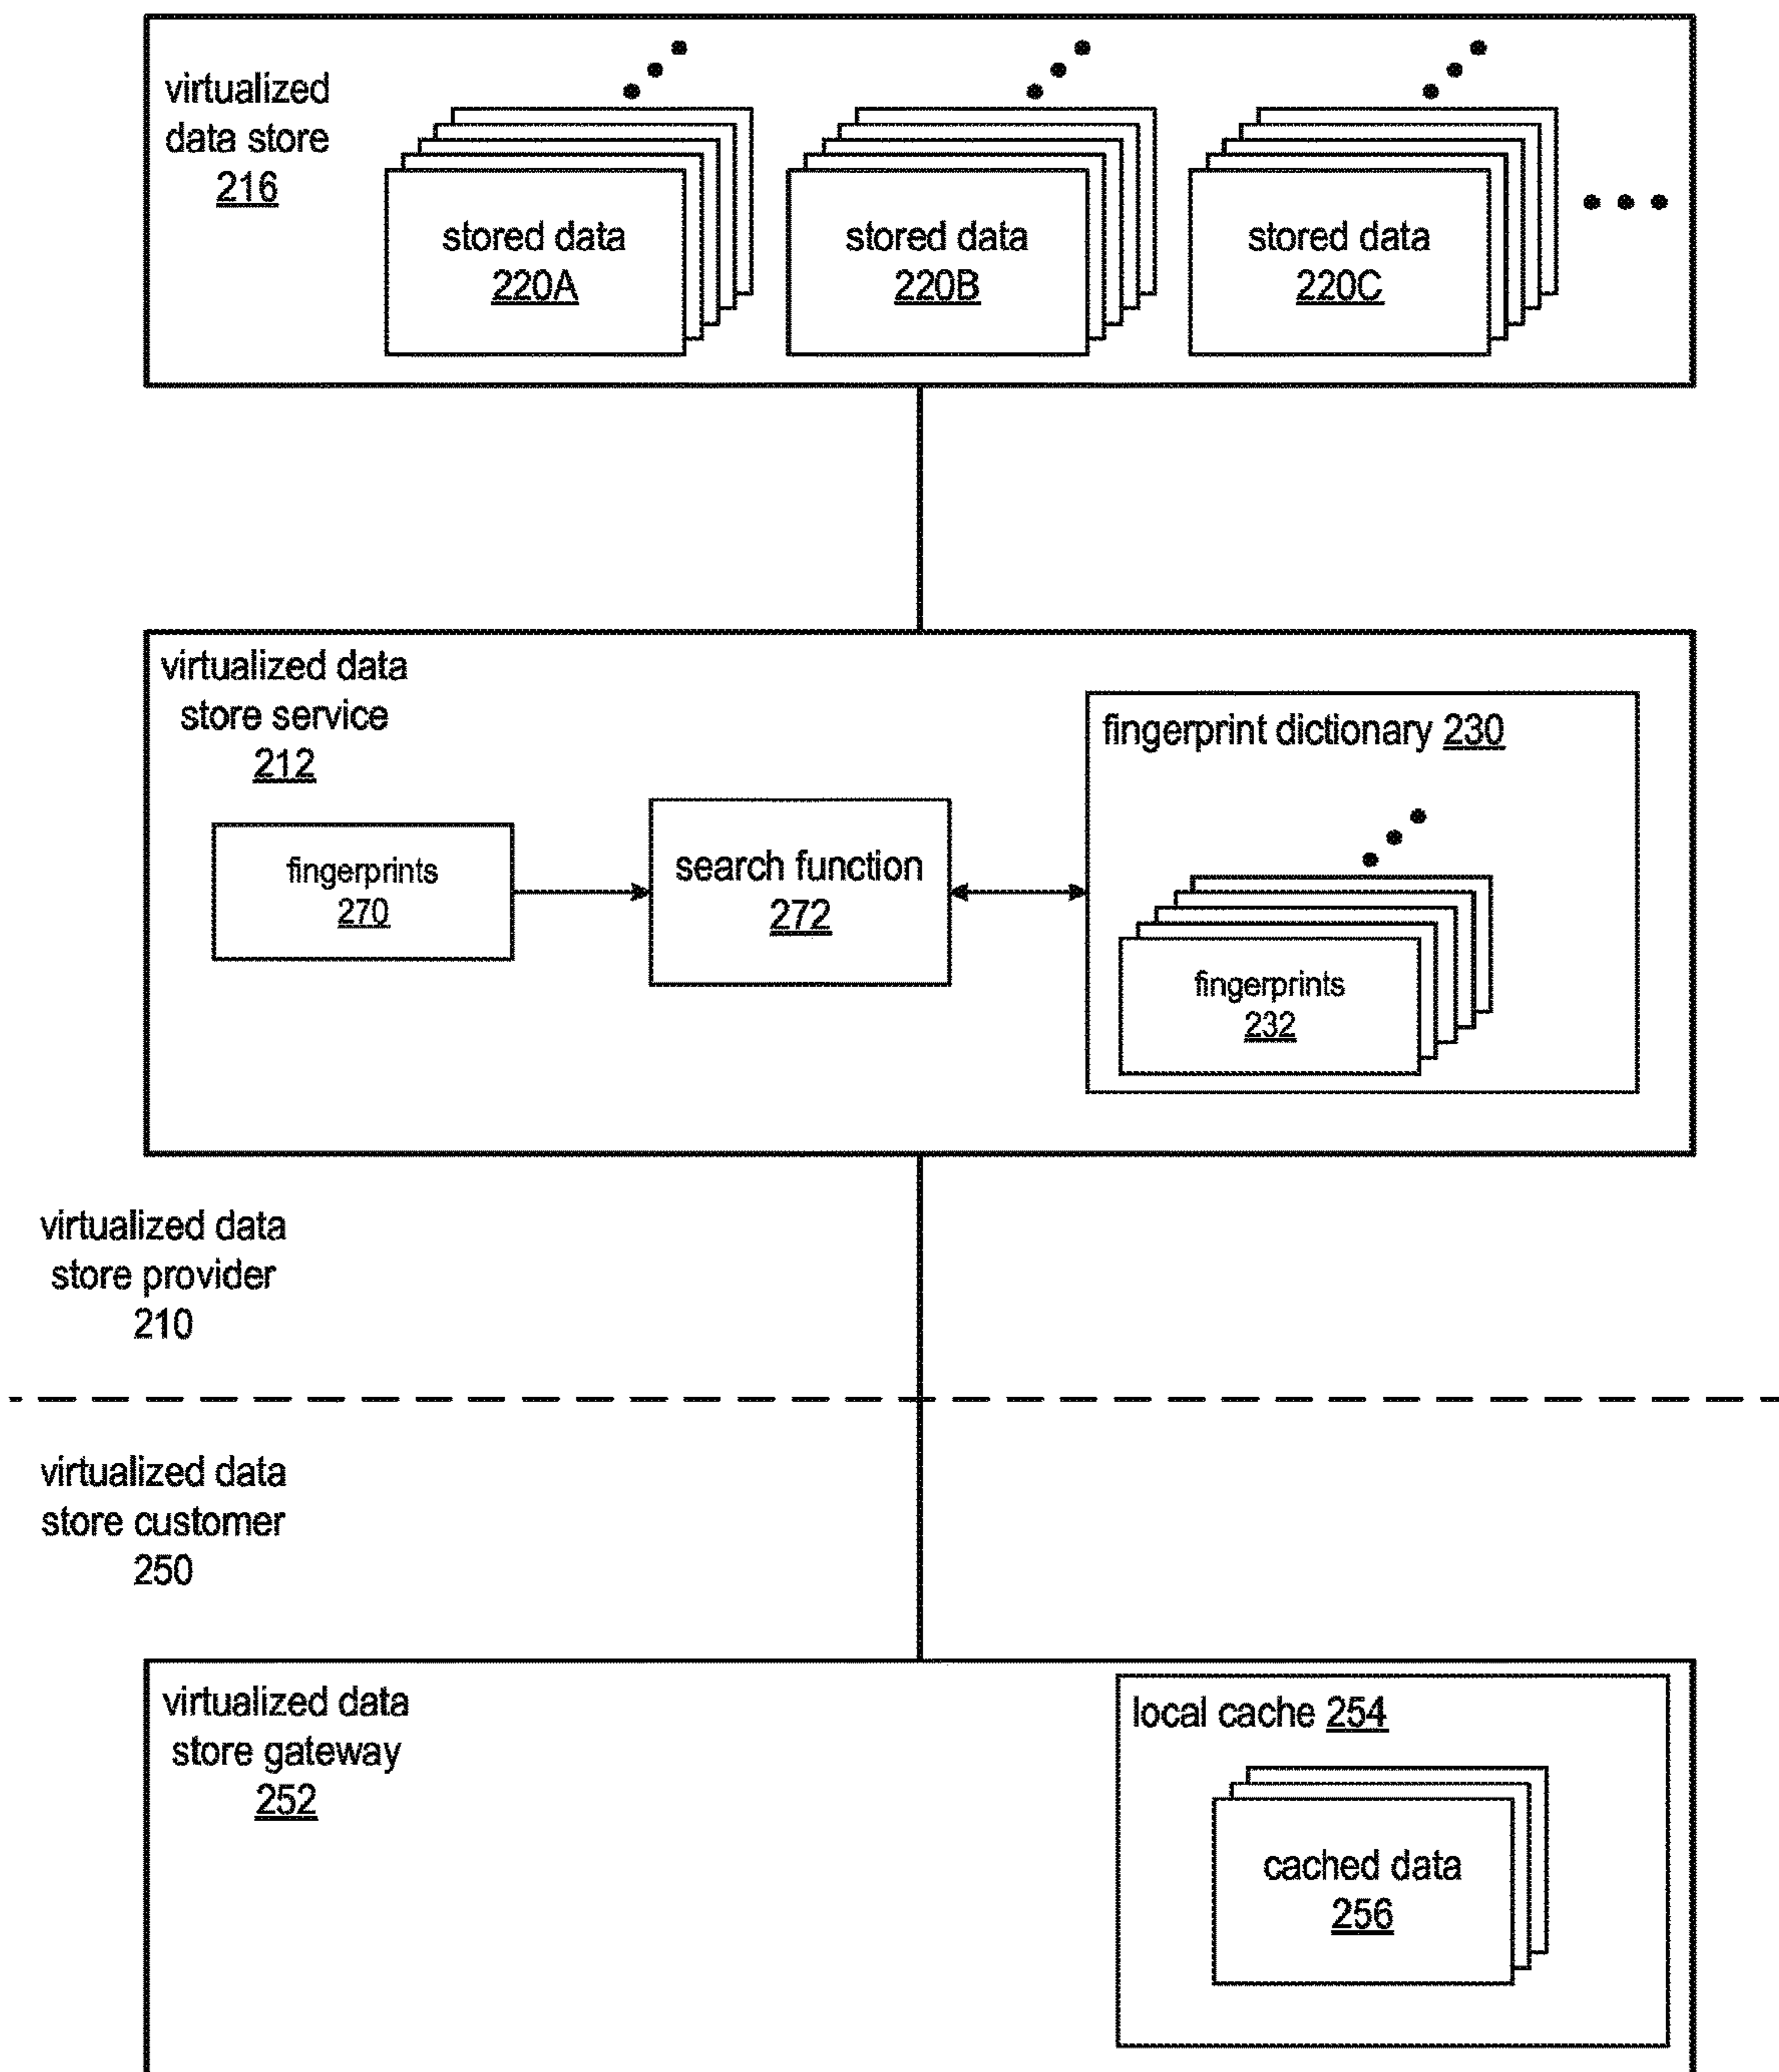 virtualized
data store
216
stored data
220A
stored data
220B
stored data
220C
virtualized data
store service
212
fingerprint dictionary 230
fingerprints
270
search function
272
fingerprints
232
virtualized data
store provider
210
virtualized data
store customer
250
virtualized data
store gateway
252
local cache 254
cached data
256